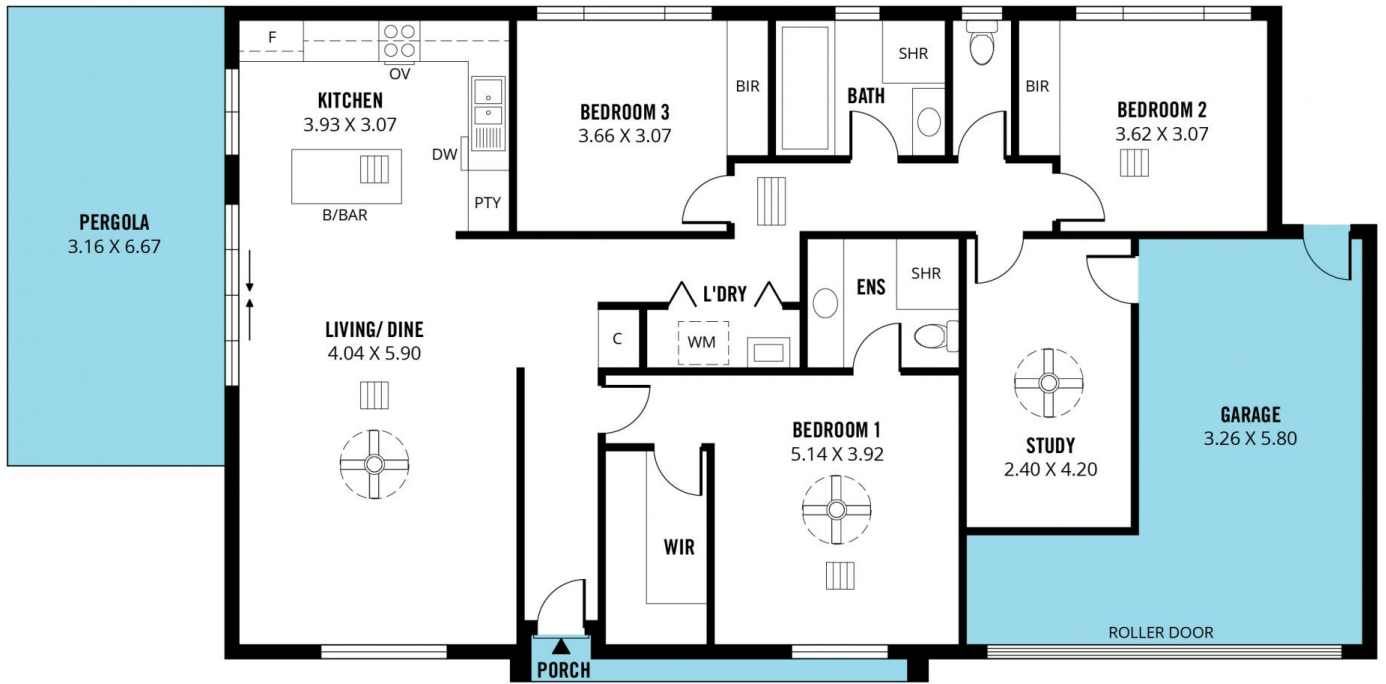 F
OV
KITCHEN
3.93 X 3.07
DW
B/BAR
PTY
BEDROOM 3
3.66 X 3.07
BIR
BATH
SHR
BIR
BEDROOM 2
3.62 X 3.07
PERGOLA
3.16 X 6.67
LIVING/ DINE
4.04 X 5.90
C
L'DRY
WM
ENS
SHR
BEDROOM 1
5.14 X 3.92
WIR
STUDY
2.40 X 4.20
GARAGE
3.26 X 5.80
ROLLER DOOR
PORCH